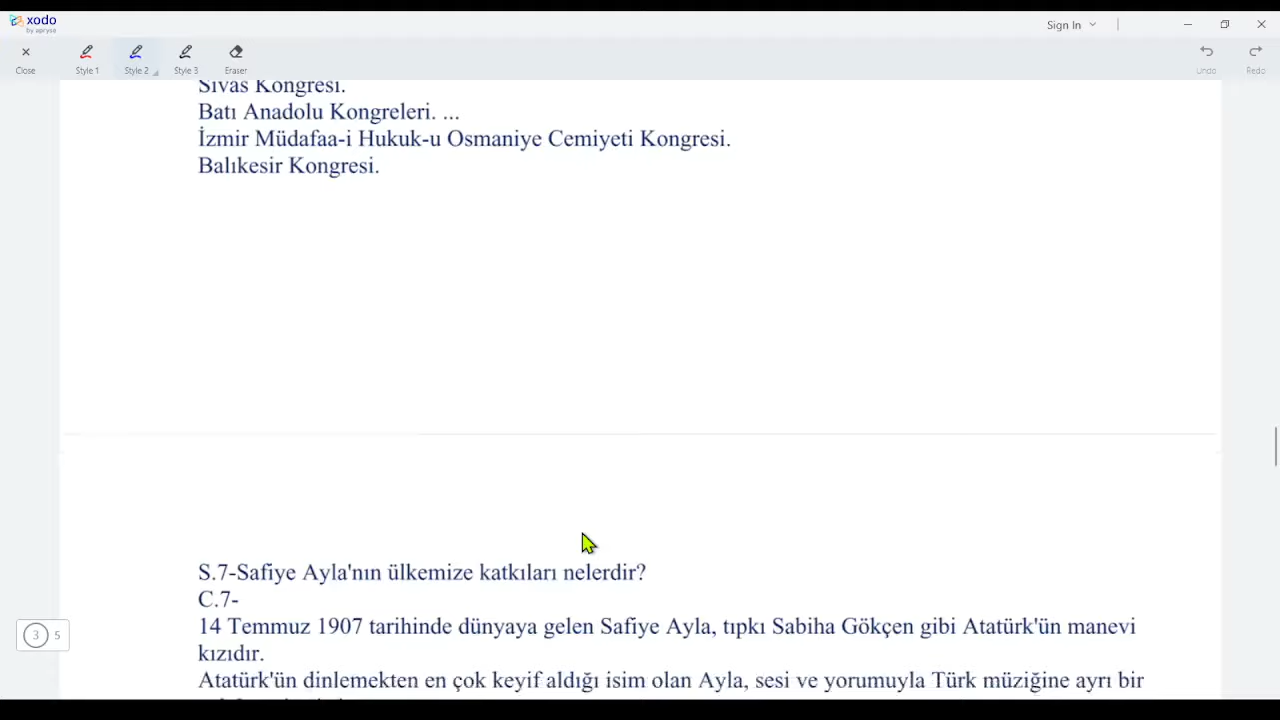 xodo
by apryse
Sign In
Close
Style 1
Style 2
Style 3
Eraser
Undo
Redo
Sivas Kongresi.
Batı Anadolu Kongreleri. ...
İzmir Müdafaa-i Hukuk-u Osmaniye Cemiyeti Kongresi.
Balıkesir Kongresi.
S.7-Safiye Ayla'nın ülkemize katkıları nelerdir?
C.7-
14 Temmuz 1907 tarihinde dünyaya gelen Safiye Ayla, tıpkı Sabiha Gökçen gibi Atatürk'ün manevi
kızıdır.
Atatürk'ün dinlemekten en çok keyif aldığı isim olan Ayla, sesi ve yorumuyla Türk müziğine ayrı bir
3 5